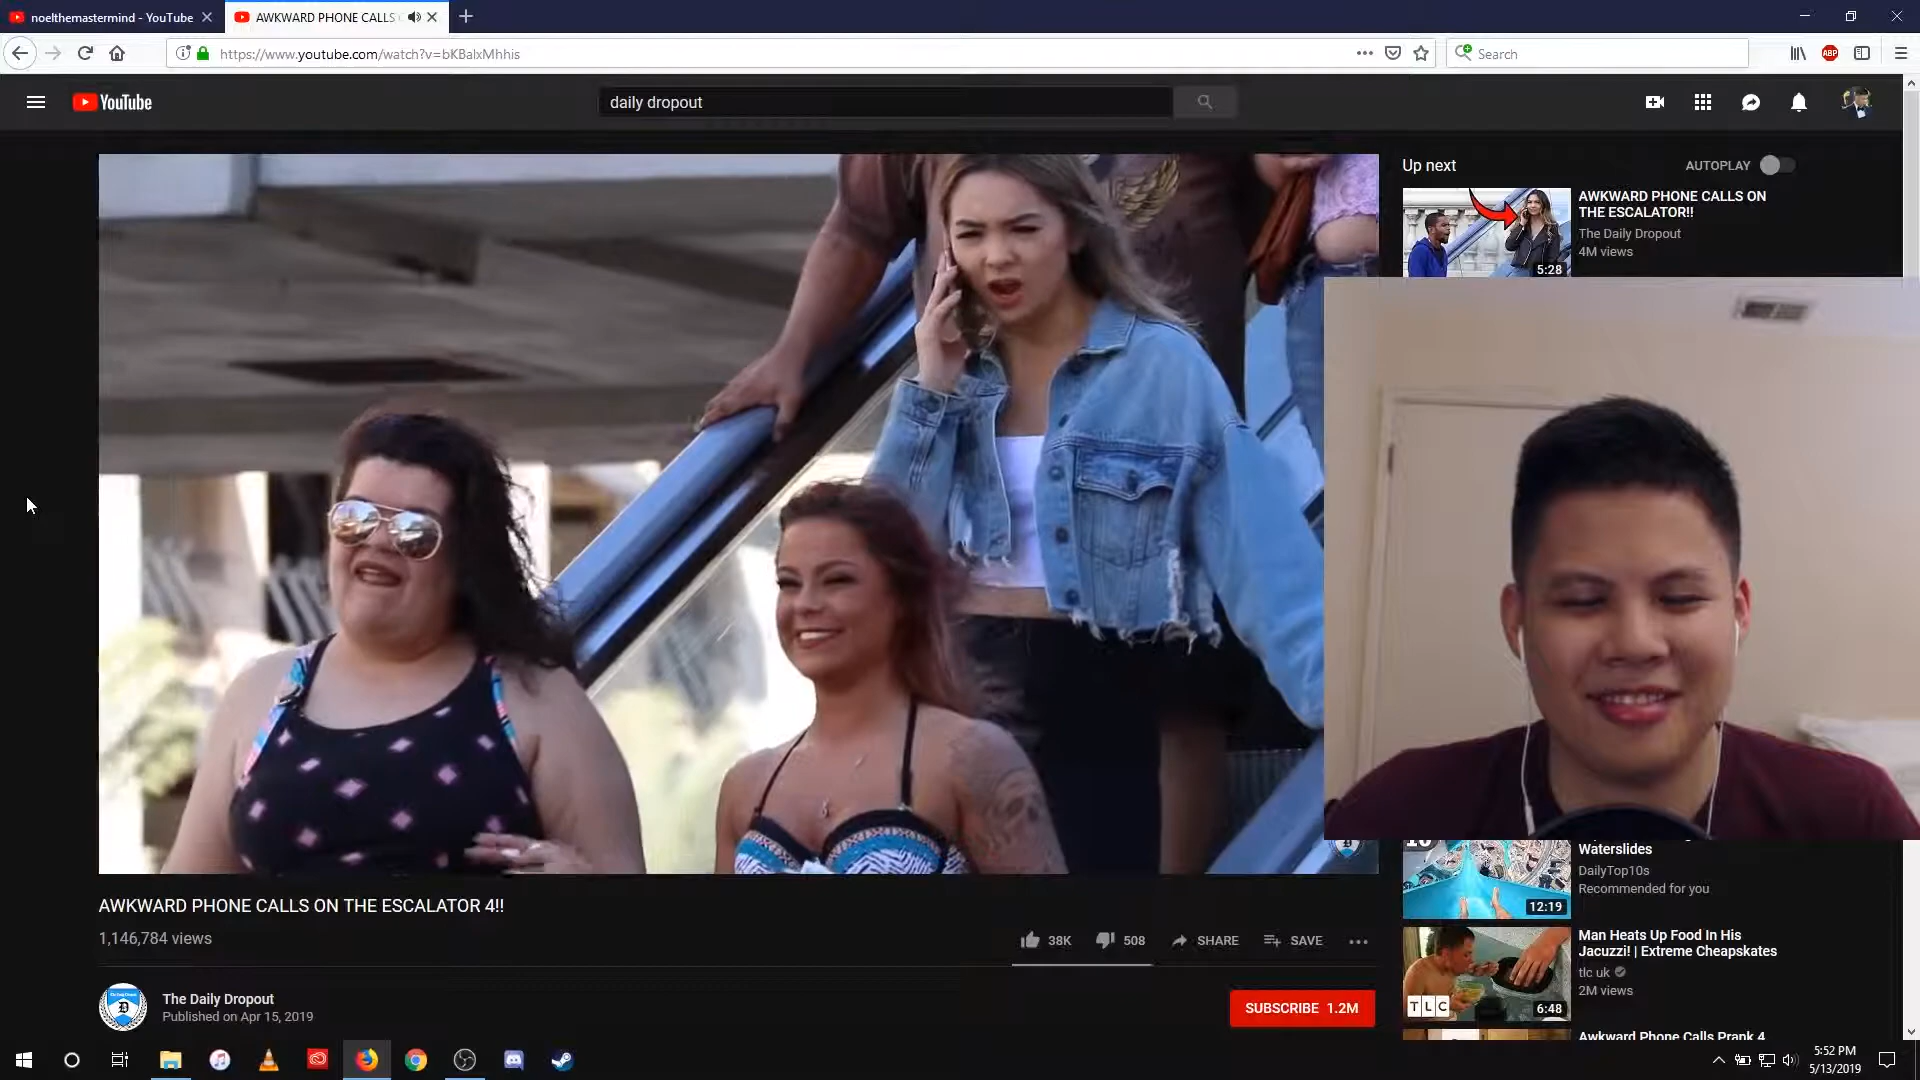 noelthemastermind - YouTube
AWKWARD PHONE CALLS
https://www.youtube.com/watch?v=bKBalxMhhis
Search
ABP
YouTube
daily dropout
Up next
AUTOPLAY
AWKWARD PHONE CALLS ON
THE ESCALATOR!!
The Daily Dropout
4M views
5:28
Waterslides
DailyTop10s
Recommended for you
12:19
AWKWARD PHONE CALLS ON THE ESCALATOR 4!!
1,146,784 views
38K
508
SHARE
SAVE
Man Heats Up Food In His
Jacuzzi! | Extreme Cheapskates
tlc uk
2M views
TLC
6:48
The Daily Dropout
Published on Apr 15, 2019
SUBSCRIBE 1.2M
Awkward Phone Calls Prank 4
5:52 PM
5/13/2019